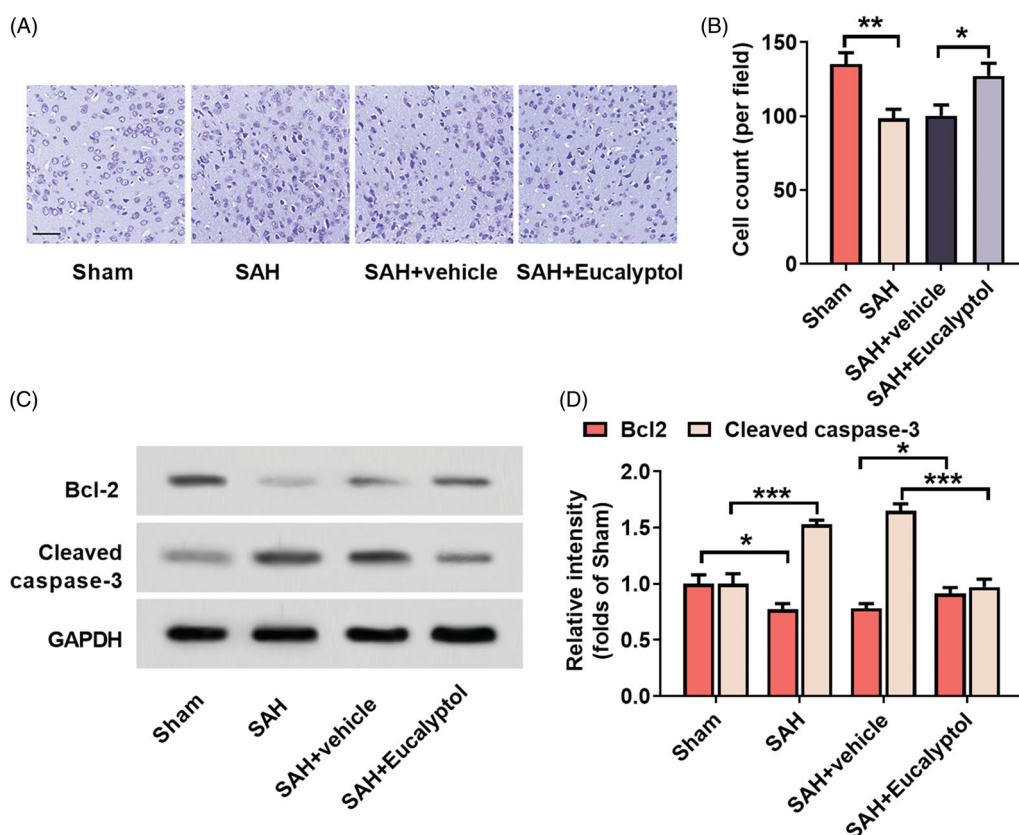 (A)
Sham
SAH
SAH+vehicle
SAH+Eucalyptol
(B)
**
*
Cell count (per field)
150
100
50
0
Sham
SAH
SAH+vehicle
SAH+Eucalyptol
(C)
Bcl-2
Cleaved
caspase-3
GAPDH
Sham
SAH
SAH+vehicle
SAH+Eucalyptol
(D)
Bcl2
Cleaved caspase-3
Relative intensity
(folds of Sham)
2.0
1.5
1.0
0.5
0.0
*
***
*
***
Sham
SAH
SAH+vehicle
SAH+Eucalyptol